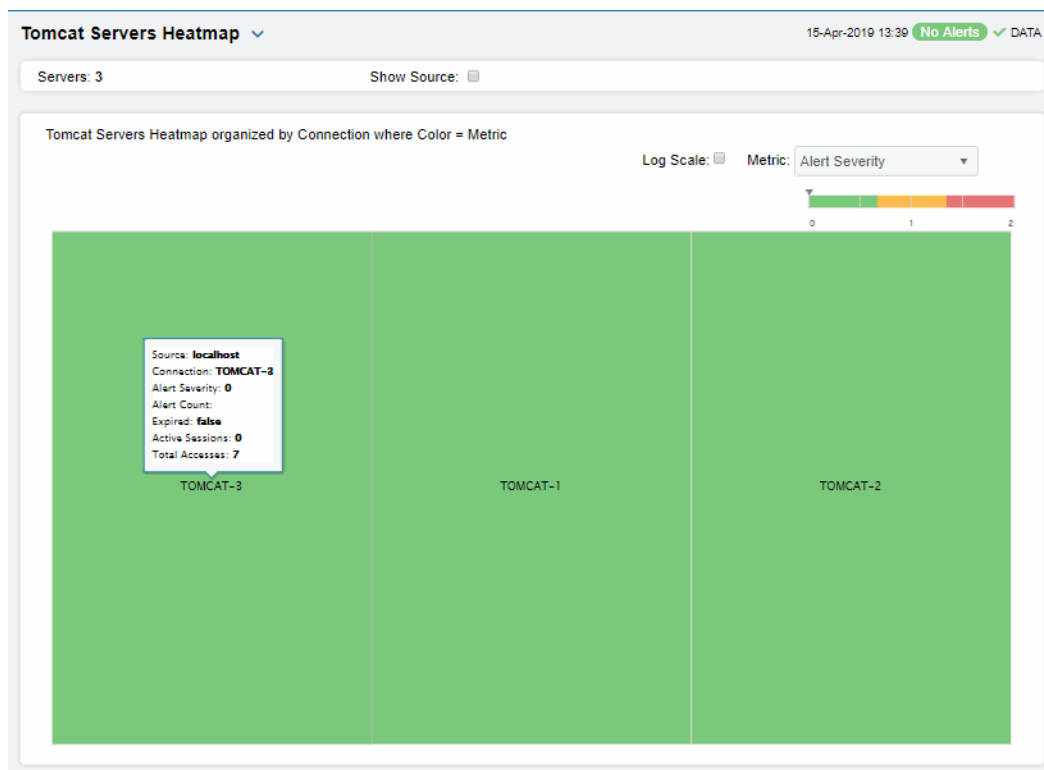 Tomcat Servers Heatmap
15-Apr-2019 13:39 No Alerts DATA
Servers: 3 Show Source:
Tomcat Servers Heatmap organized by Connection where Color = Metric
Log Scale: Metric: Alert Severity
0 1 2
Source: localhost
Connection: TOMCAT-3
Alert Severity: 0
Alert Count:
Expired: false
Active Sessions: 0
Total Accesses: 7
TOMCAT-3 TOMCAT-1 TOMCAT-2